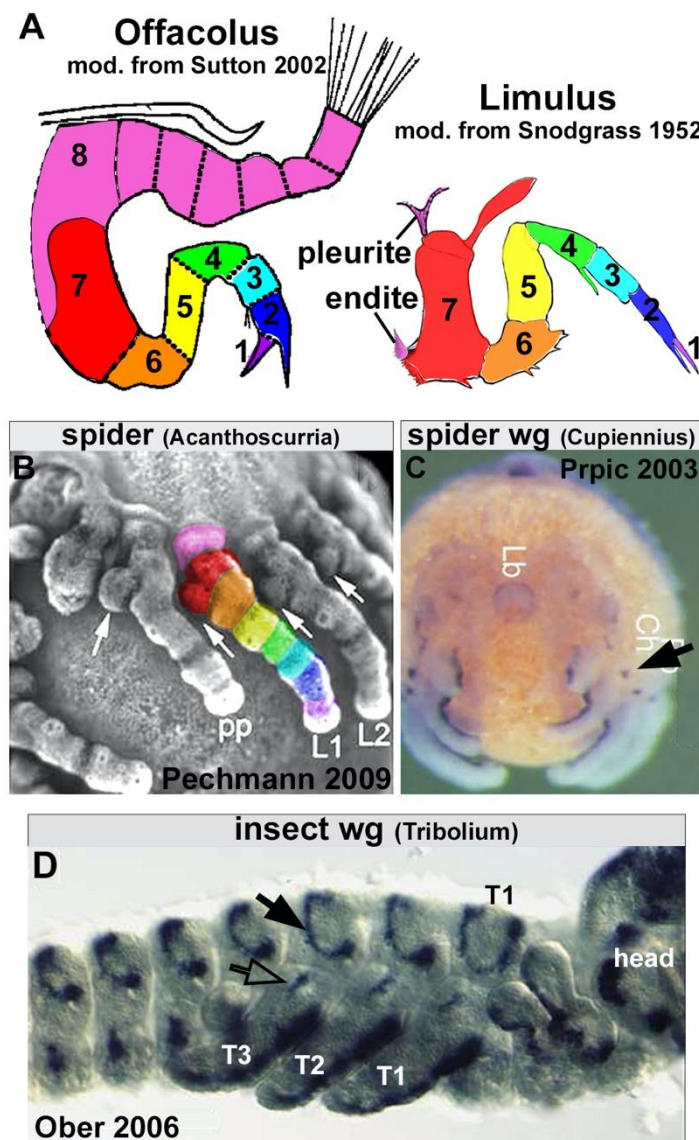 A
Offacolus
mod. from Sutton 2002
Limulus
mod. from Snodgrass 1952
8
7
6
5
4
3
2
1
pleurite
endite
7
6
5
4
3
2
1
spider (Acanthoscurria)
B
pp
L1
L2
Pechmann 2009
spider wg (Cupiennius)
C
Prpic 2003
Lb
Ch
insect wg (Tribolium)
D
T1
head
T3
T2
T1
Ober 2006